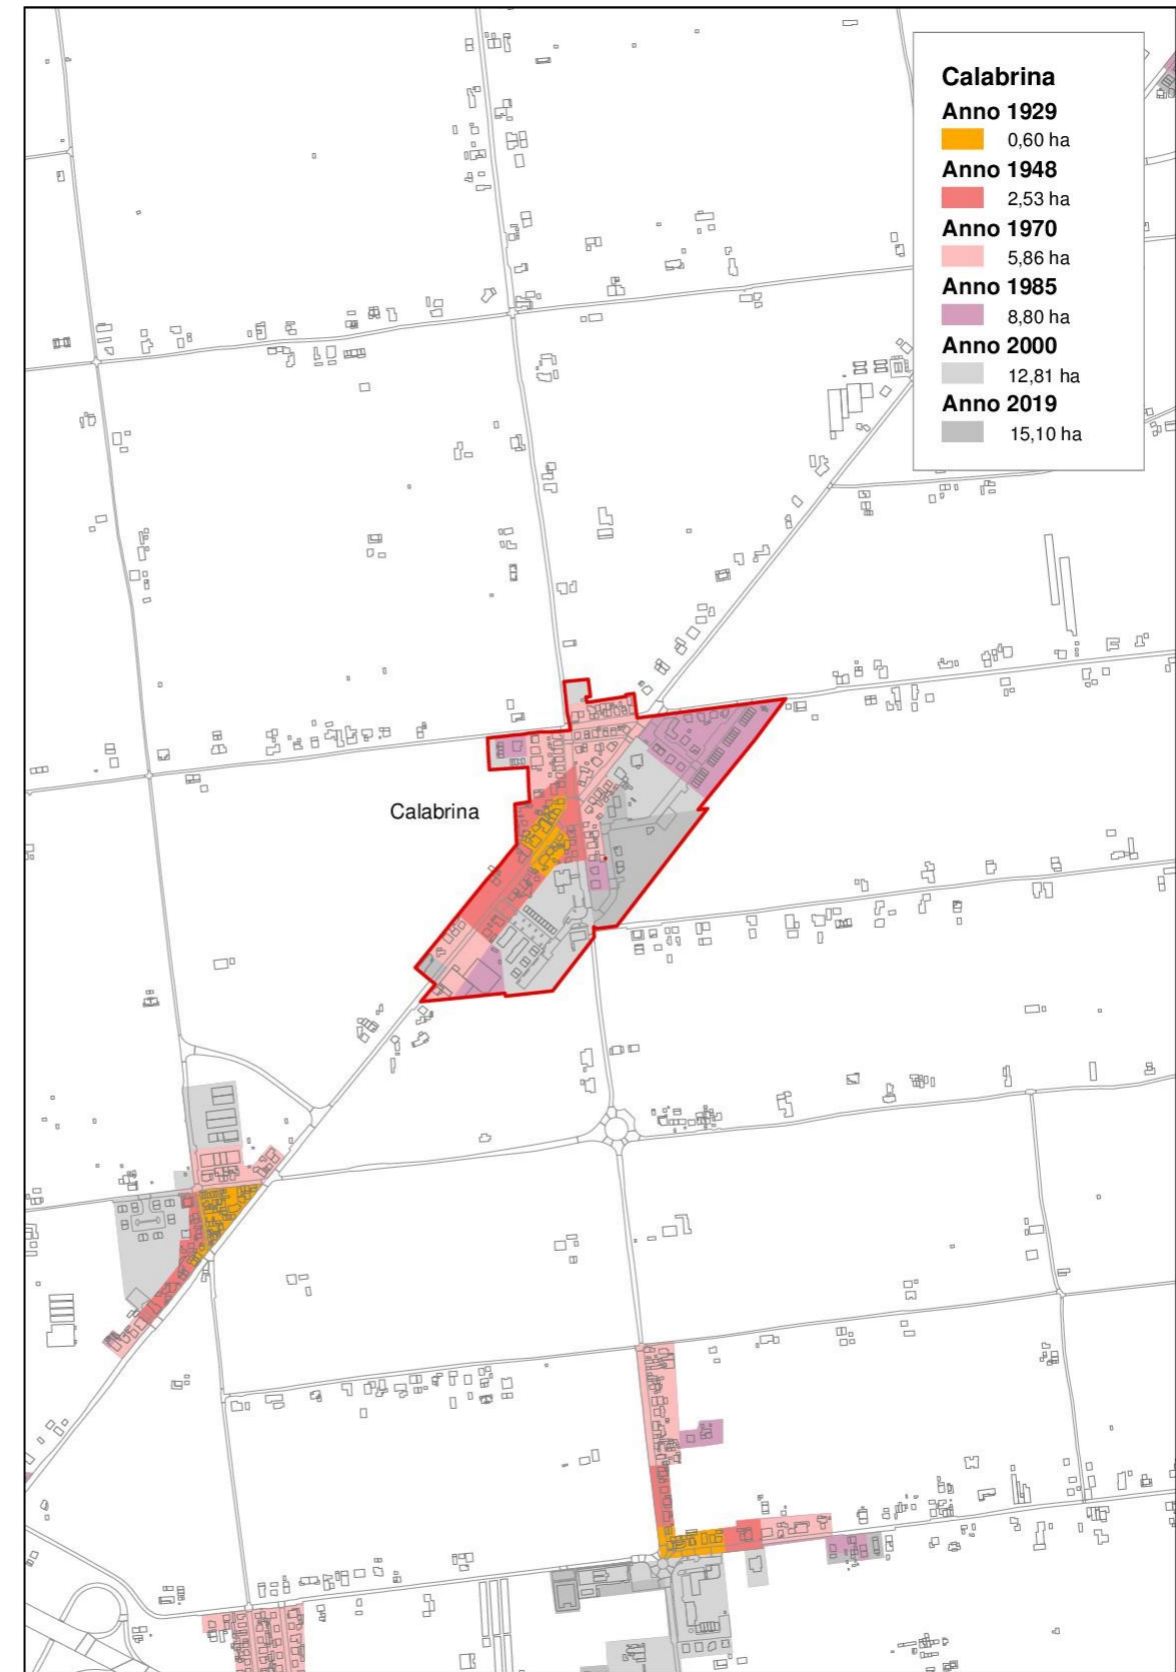 Calabrina
Anno 1929
0,60 ha
Anno 1948
2,53 ha
Anno 1970
5,86 ha
Anno 1985
8,80 ha
Anno 2000
12,81 ha
Anno 2019
15,10 ha
Calabrina